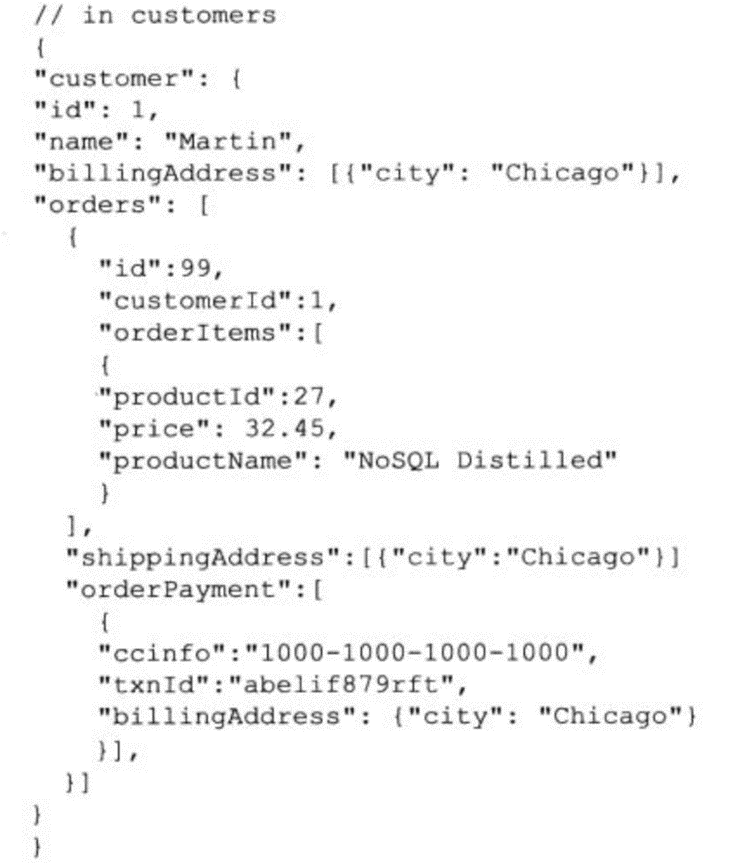 // in customers
{
"customer": {
"id": 1,
"name": "Martin",
"billingAddress": [{"city": "Chicago"}],
"orders": [
{
"id":99,
"customerId":1,
"orderItems":[
{
"productId":27,
"price": 32.45,
"productName": "NoSQL Distilled"
}
],
"shippingAddress":[{"city":"Chicago"}]
"orderPayment":[
{
"ccinfo":"1000-1000-1000-1000",
"txnId":"abelif879rft",
"billingAddress": {"city": "Chicago"}
}],
}]
}
}